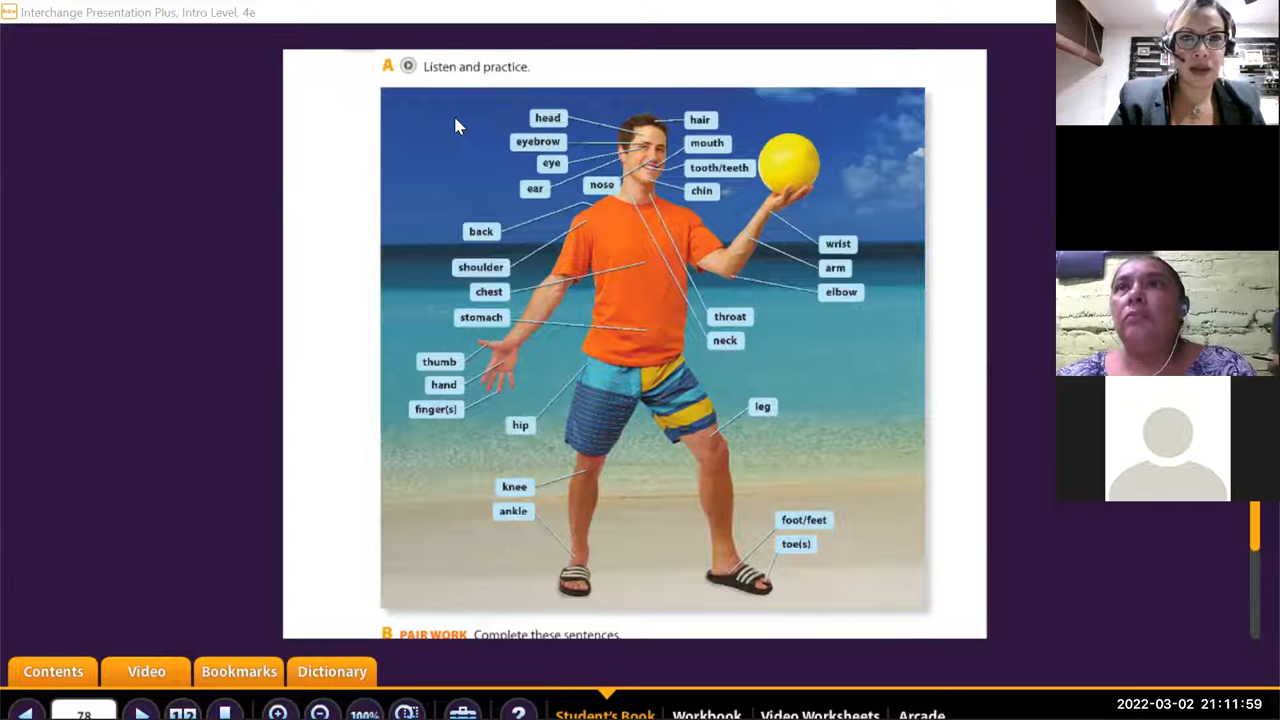 Interchange Presentation Plus, Intro Level, 4e
A Listen and practice.
head
hair
eyebrow
mouth
eye
tooth/teeth
ear
nose
chin
back
wrist
shoulder
arm
chest
elbow
stomach
throat
neck
thumb
hand
finger(s)
leg
hip
knee
ankle
foot/feet
toe(s)
B PAIR WORK Complete these sentences.
Contents
Video
Bookmarks
Dictionary
78
100%
?
Student's Book
Workbook
Video Worksheets
Arcade
2022-03-02 21:11:59